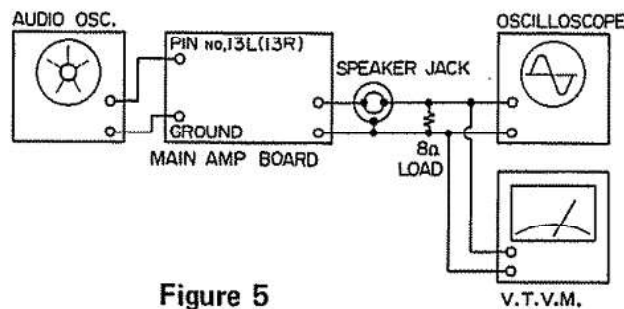 AUDIO OSC.
OSCILLOSCOPE
PIN NO,13L(13R)
SPEAKER JACK
GROUND
MAIN AMP BOARD
8Ω
LOAD
V.T.V.M.
Figure 5